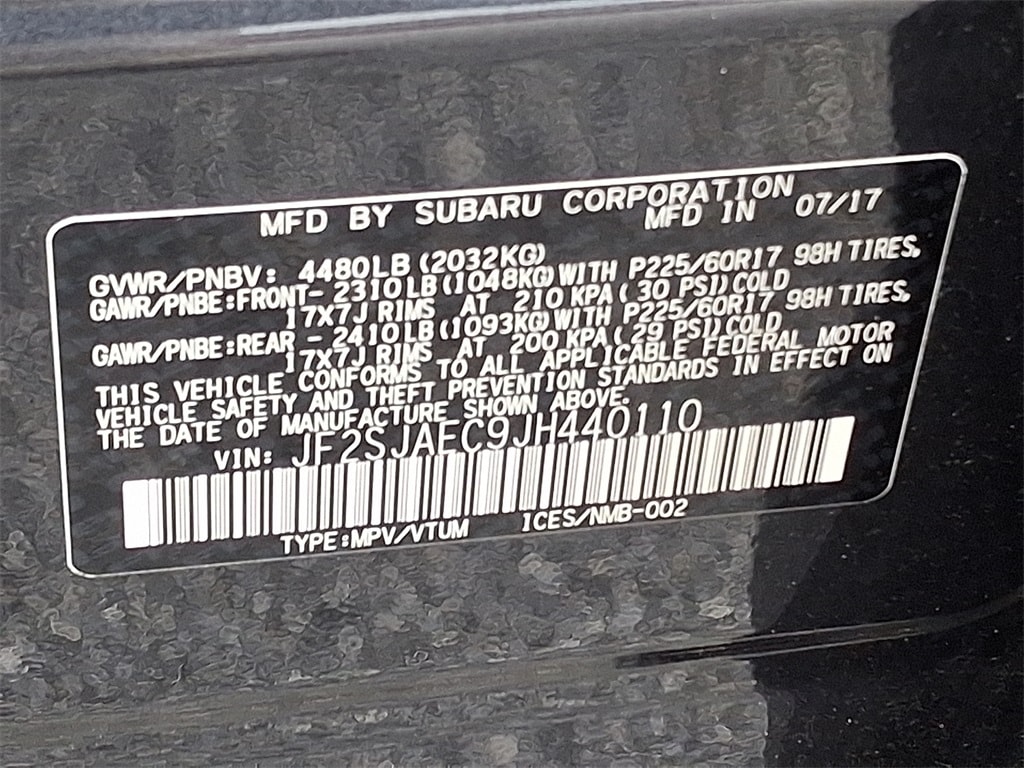 MFD BY SUBARU CORPORATION
MFD IN 07/17
GVWR/PNBV: 4480LB (2032KG)
GAWR/PNBE:FRONT- 2310LB (1048KG) WITH P225/60R17 98H TIRES,
17X7J RIMS AT 210 KPA ( 30 PSI) COLD
GAWR/PNBE:REAR - 2410LB (1093KG) WITH P225/60R17 98H TIRES,
17X7J RIMS AT 200 KPA ( 29 PSI) COLD
THIS VEHICLE CONFORMS TO ALL APPLICABLE FEDERAL MOTOR
VEHICLE SAFETY AND THEFT PREVENTION STANDARDS IN EFFECT ON
THE DATE OF MANUFACTURE SHOWN ABOVE.
VIN: JF2SJAEC9JH440110
TYPE:MPV/VTUM ICES/NMB-002